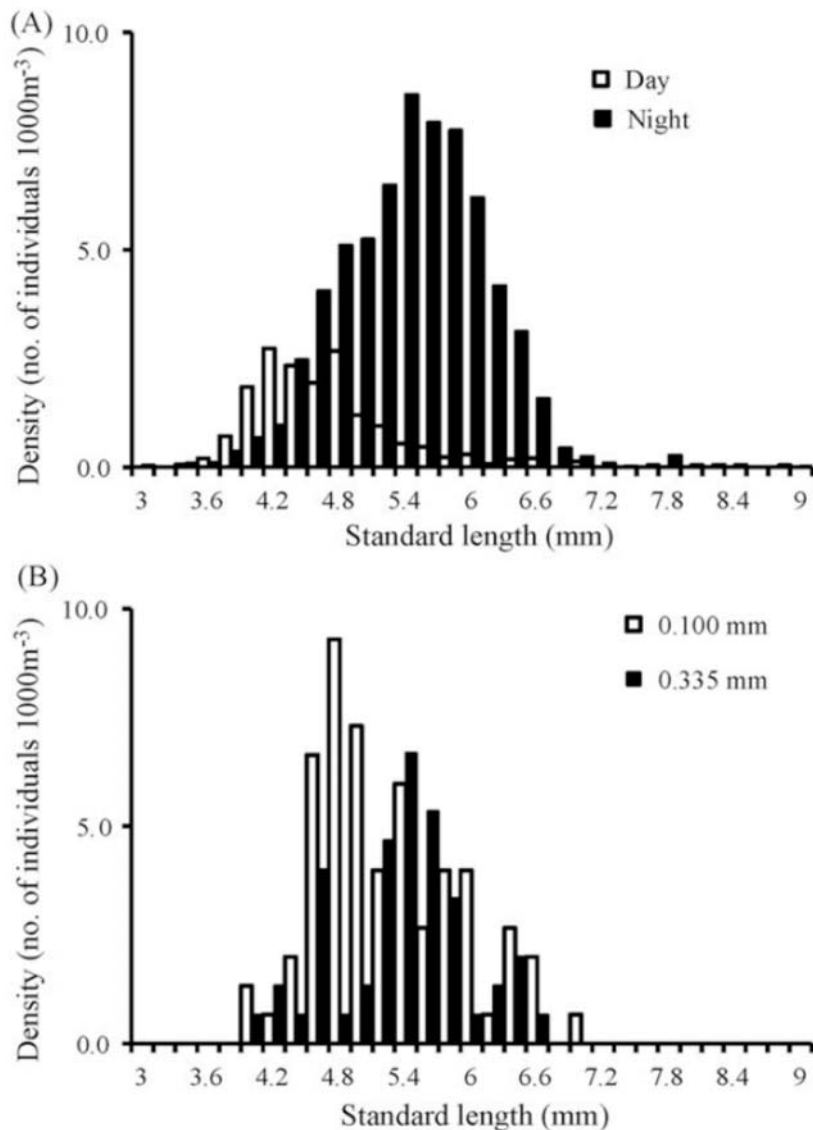 (A)
10.0
Day
Night
5.0
0.0
3 3.6 4.2 4.8 5.4 6 6.6 7.2 7.8 8.4 9
Standard length (mm)
Density (no. of individuals 1000m⁻³)
(B)
10.0
0.100 mm
0.335 mm
5.0
0.0
3 3.6 4.2 4.8 5.4 6 6.6 7.2 7.8 8.4 9
Standard length (mm)
Density (no. of individuals 1000m⁻³)